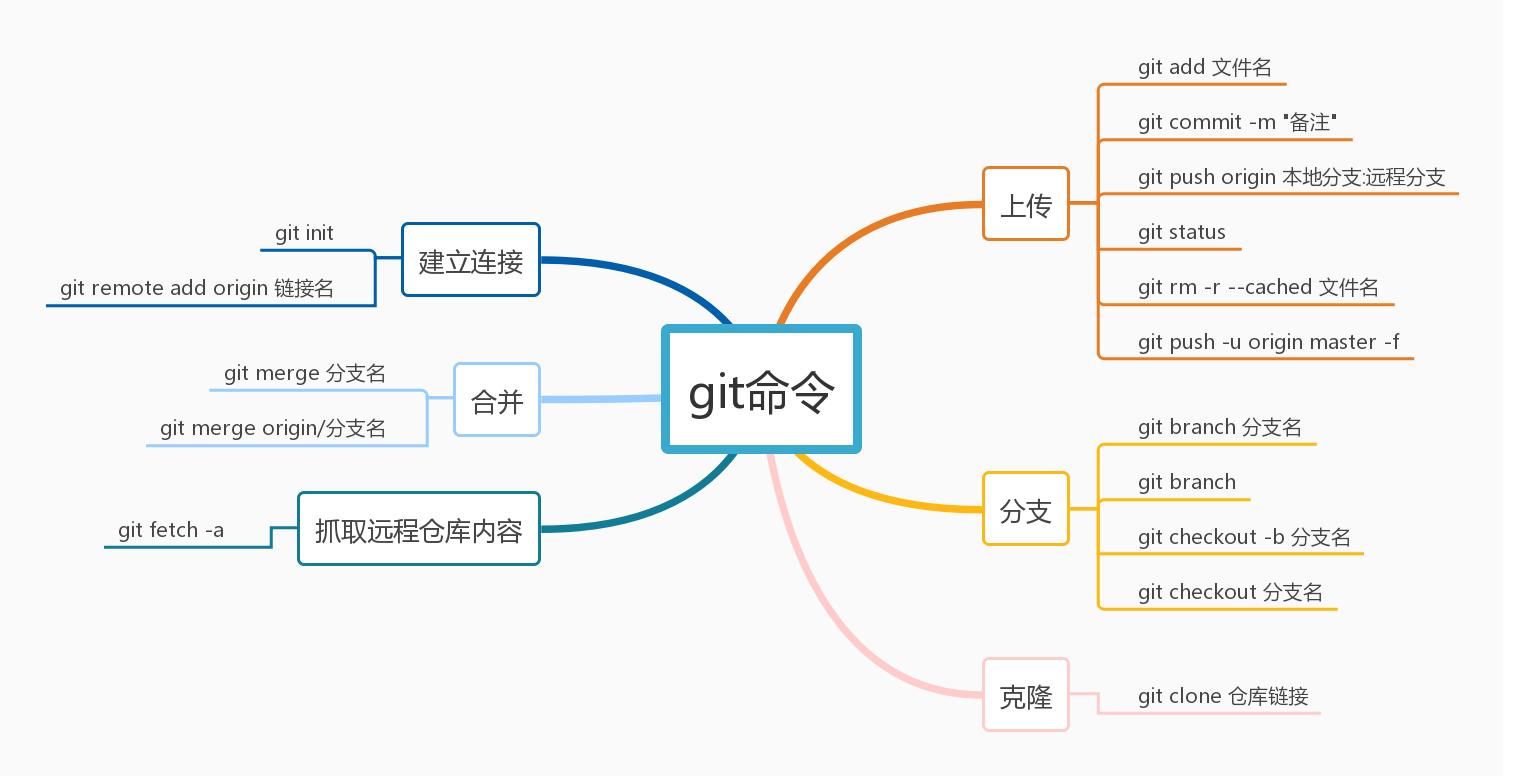 git命令
上传
git add 文件名
git commit -m "备注"
git push origin 本地分支:远程分支
git status
git rm -r --cached 文件名
git push -u origin master -f
分支
git branch 分支名
git branch
git checkout -b 分支名
git checkout 分支名
克隆
git clone 仓库链接
建立连接
git init
git remote add origin 链接名
合并
git merge 分支名
git merge origin/分支名
抓取远程仓库内容
git fetch -a